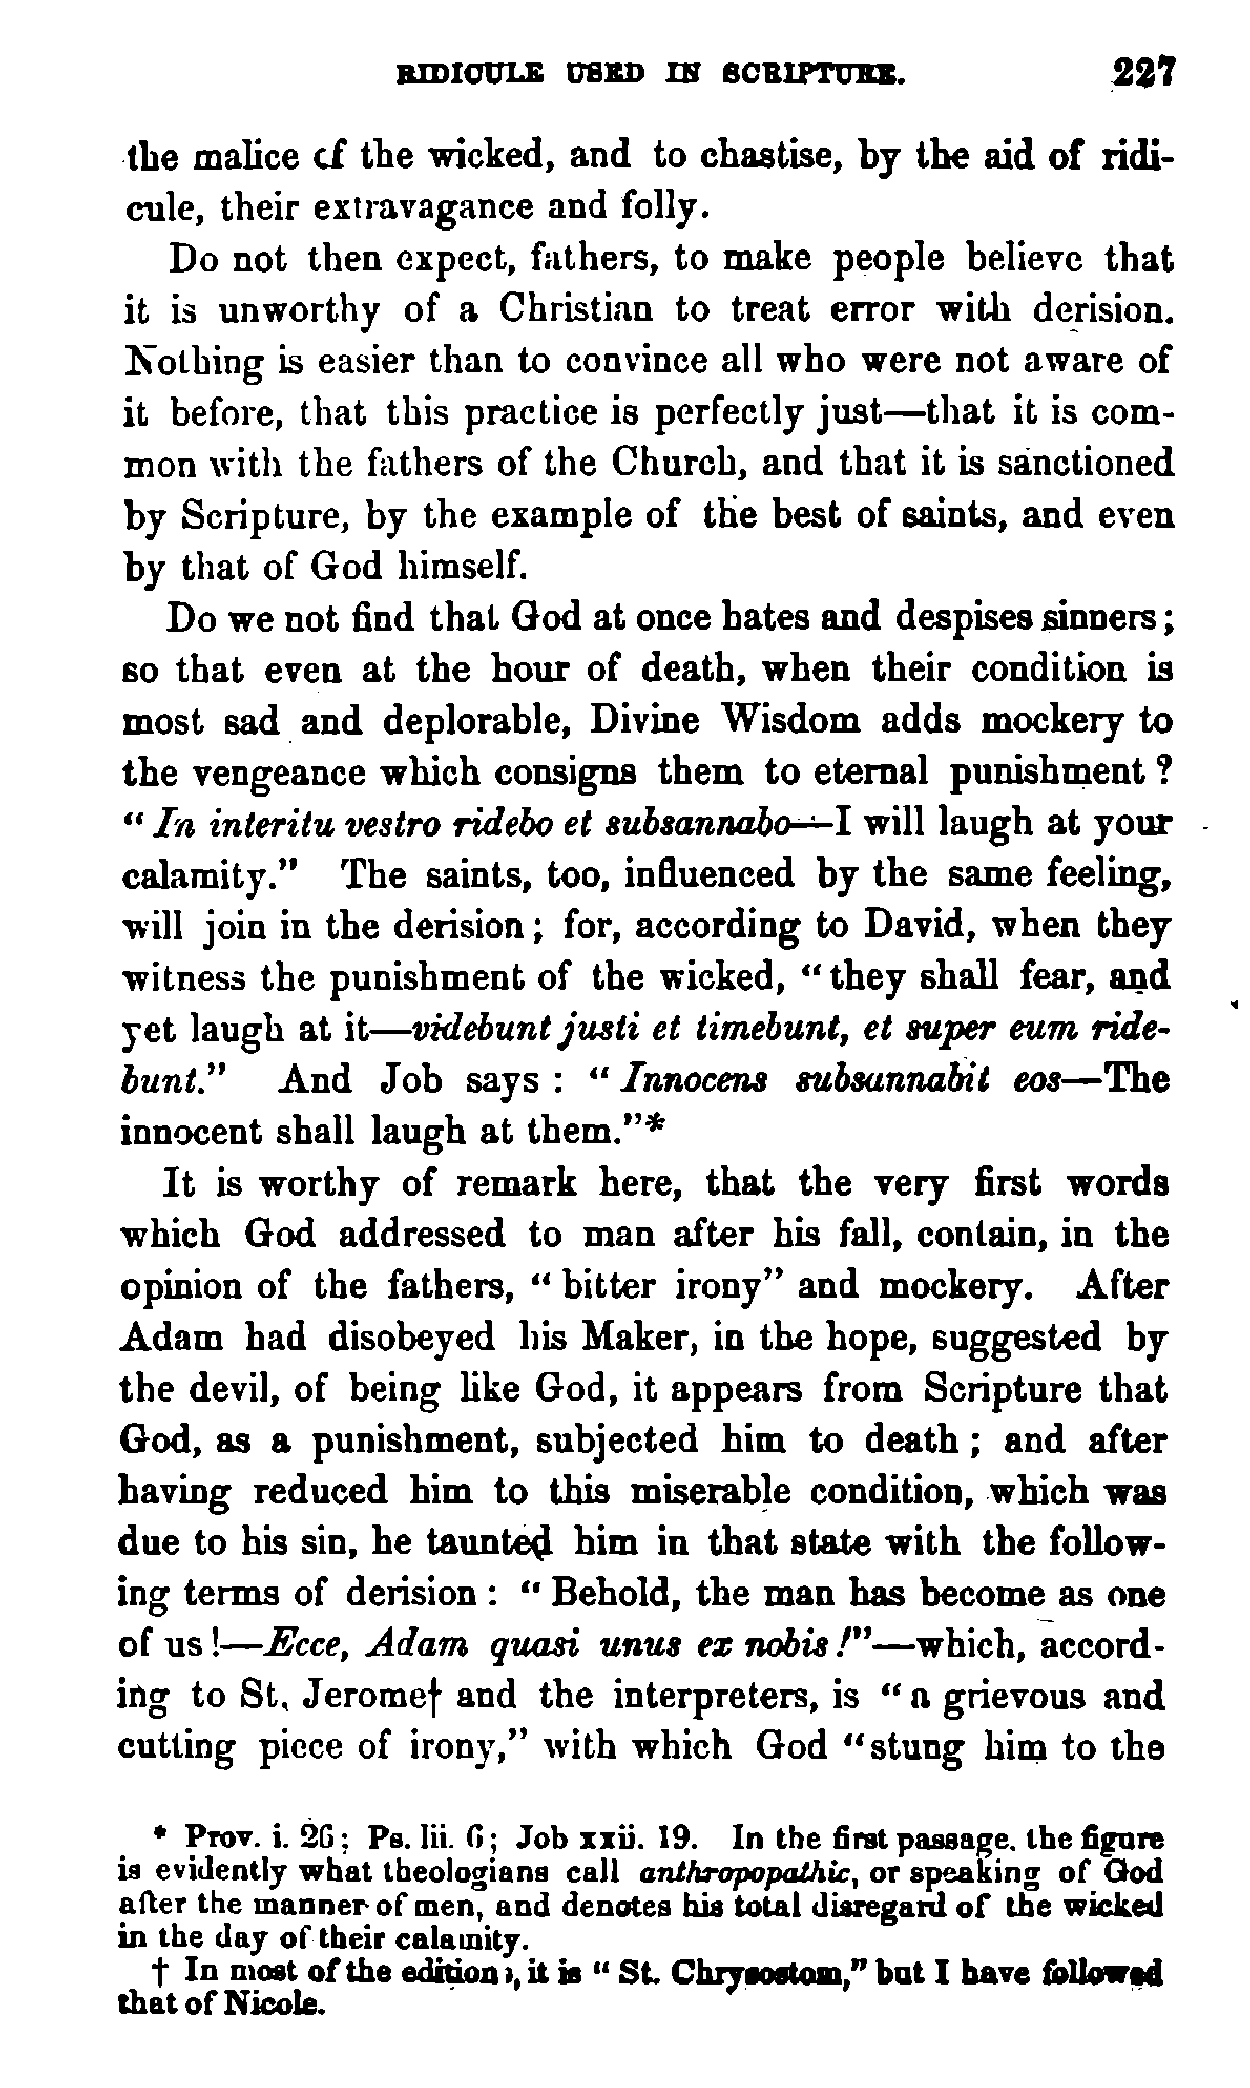 RIDICULE USED IN SCRIPTURE. 227
the malice of the wicked, and to chastise, by the aid of ridi-
cule, their extravagance and folly.
Do not then expect, fathers, to make people believe that
it is unworthy of a Christian to treat error with derision.
Nothing is easier than to convince all who were not aware of
it before, that this practice is perfectly just—that it is com-
mon with the fathers of the Church, and that it is sanctioned
by Scripture, by the example of the best of saints, and even
by that of God himself.
Do we not find that God at once hates and despises sinners;
so that even at the hour of death, when their condition is
most sad and deplorable, Divine Wisdom adds mockery to
the vengeance which consigns them to eternal punishment?
"In interitu vestro ridebo et subsannabo—I will laugh at your
calamity." The saints, too, influenced by the same feeling,
will join in the derision; for, according to David, when they
witness the punishment of the wicked, "they shall fear, and
yet laugh at it—videbunt justi et timebunt, et super eum ride-
bunt." And Job says: "Innocens subsannabit eos—The
innocent shall laugh at them."*
It is worthy of remark here, that the very first words
which God addressed to man after his fall, contain, in the
opinion of the fathers, "bitter irony" and mockery. After
Adam had disobeyed his Maker, in the hope, suggested by
the devil, of being like God, it appears from Scripture that
God, as a punishment, subjected him to death; and after
having reduced him to this miserable condition, which was
due to his sin, he taunted him in that state with the follow-
ing terms of derision: "Behold, the man has become as one
of us!—Ecce, Adam quasi unus ex nobis!"—which, accord-
ing to St. Jerome† and the interpreters, is "a grievous and
cutting piece of irony," with which God "stung him to the
* Prov. i. 26; Ps. lii. 6; Job xxii. 19. In the first passage, the figure
is evidently what theologians call anthropopathic, or speaking of God
after the manner of men, and denotes his total disregard of the wicked
in the day of their calamity.
† In most of the editions, it is "St. Chrysostom," but I have followed
that of Nicole.